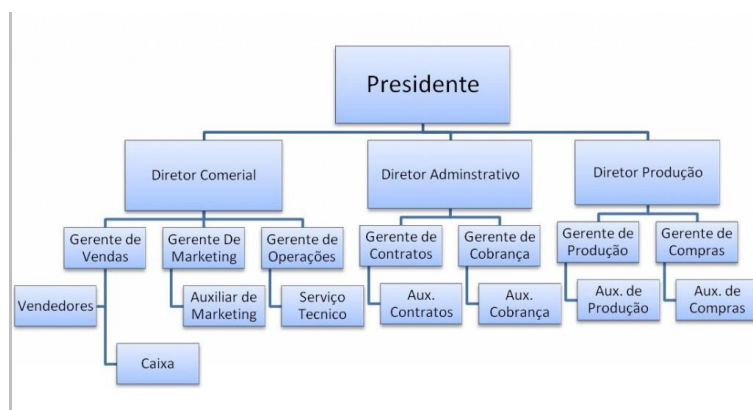 Presidente
Diretor Comerial
Diretor Adminstrativo
Diretor Produção
Gerente de
Vendas
Gerente De
Marketing
Gerente de
Operações
Gerente de
Contratos
Gerente de
Cobrança
Gerente de
Produção
Gerente de
Compras
Vendedores
Auxiliar de
Marketing
Serviço
Tecnico
Aux.
Contratos
Aux.
Cobrança
Aux. de
Produção
Aux. de
Compras
Caixa